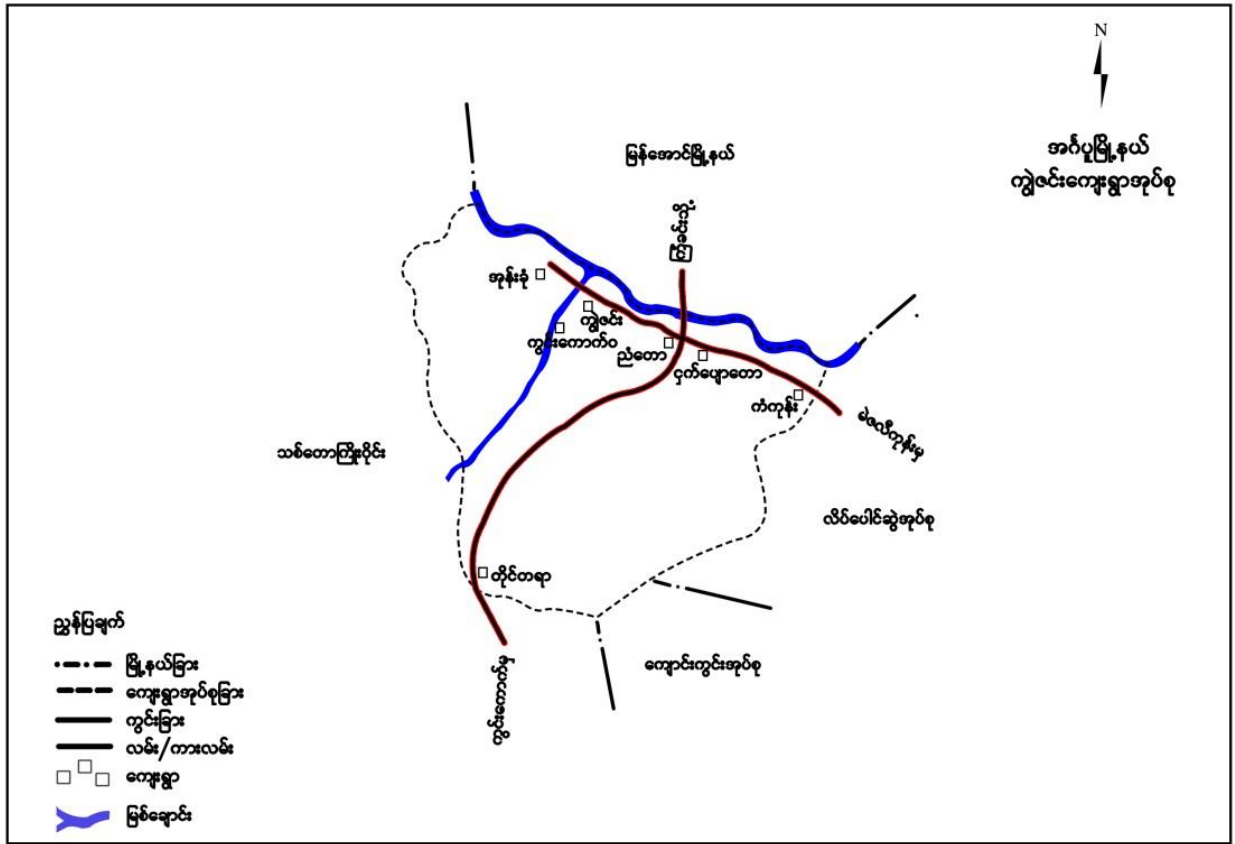 N
အင်္ဂပူမြို့နယ်
ကျွဲဇင်းကျေးရွာအုပ်စု
မြန်အောင်မြို့နယ်
ကြံခင်းသို့
အုန်းခုံ
ကျွဲဇင်း
ကွင်းကောက်ဝ
ညံတော
ငှက်ပျောတော
ကံကုန်း
မဲဇလီကုန်းမှ
သစ်တောကြိုးဝိုင်း
လိပ်ပေါင်ဆွဲအုပ်စု
တိုင်တရာ
ကျောင်းကွင်းအုပ်စု
ကွင်းကောက်မှ
ညွှန်ပြချက်
မြို့နယ်ခြား
ကျေးရွာအုပ်စုခြား
ကွင်းခြား
လမ်း/ကားလမ်း
ကျေးရွာ
မြစ်ချောင်း